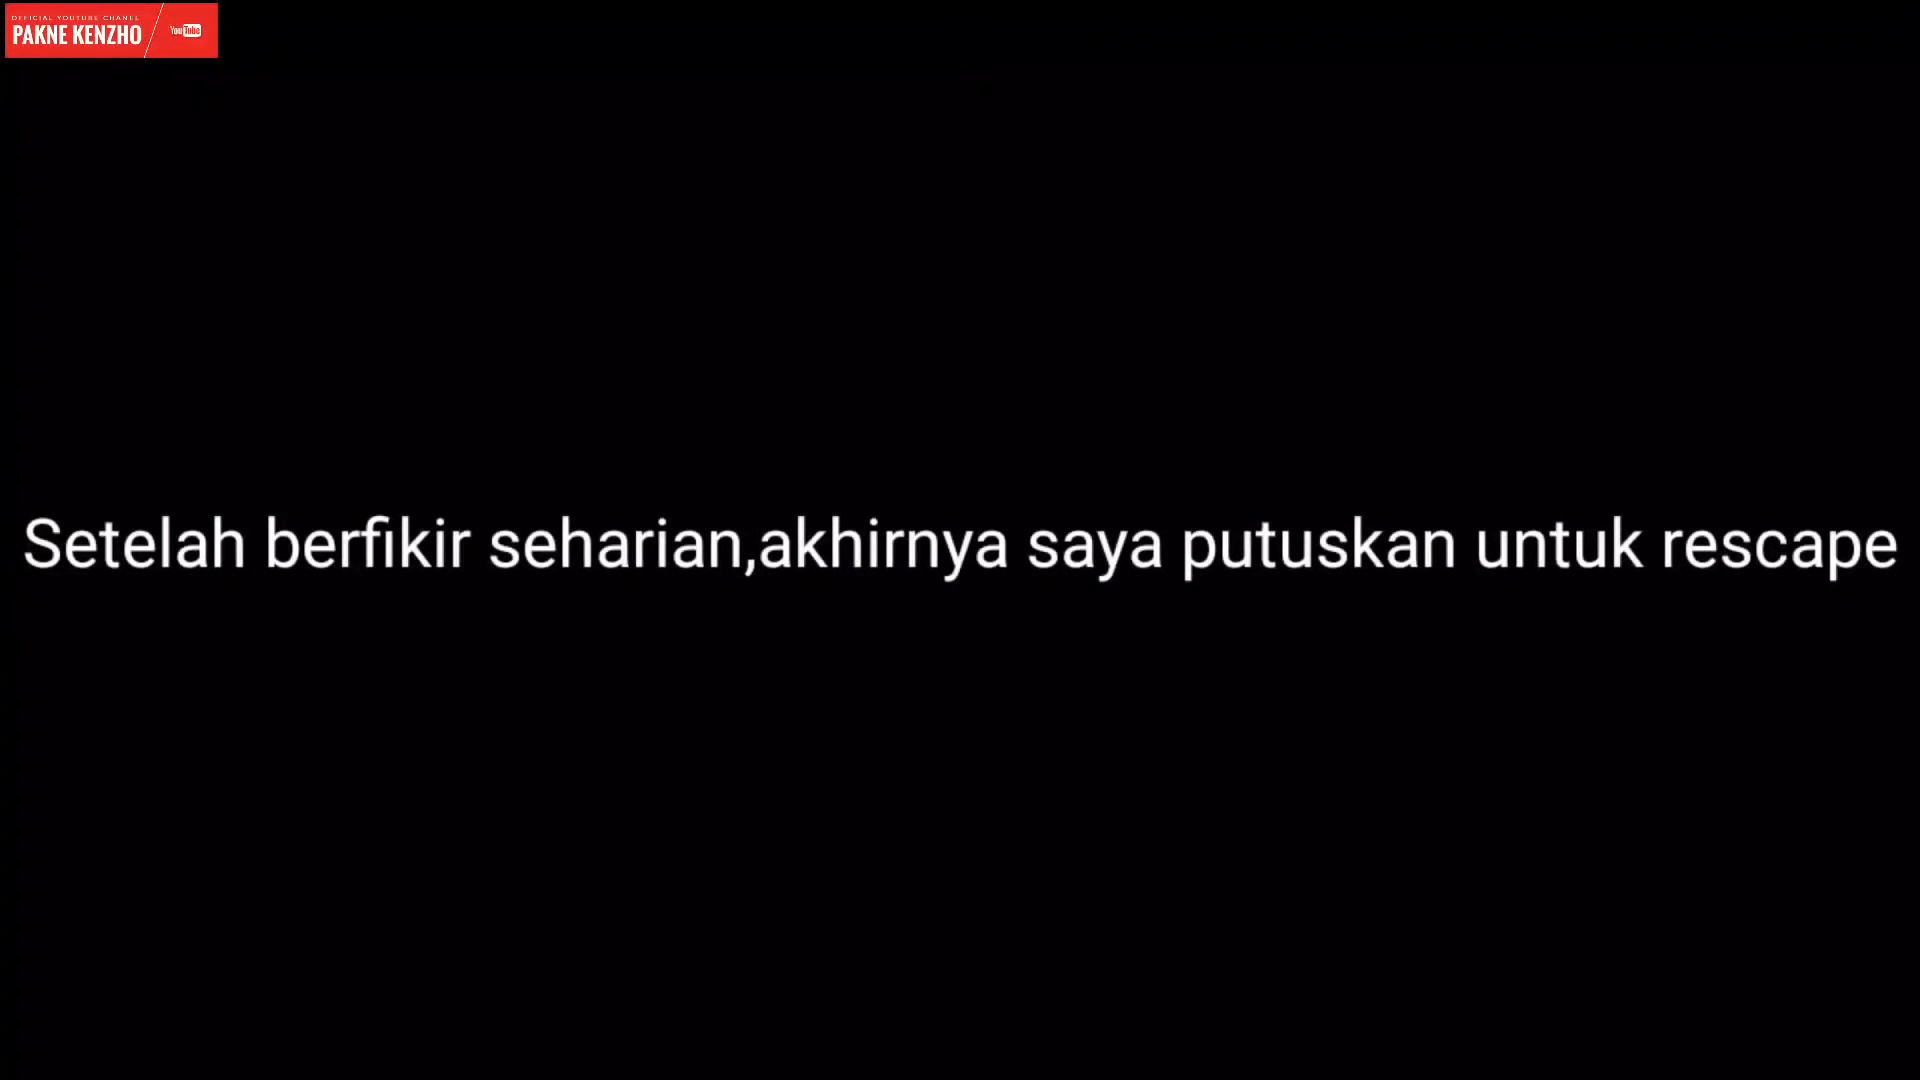 OFFICIAL YOUTUBE CHANEL
PAKNE KENZHO
YouTube
Setelah berfikir seharian,akhirnya saya putuskan untuk rescape